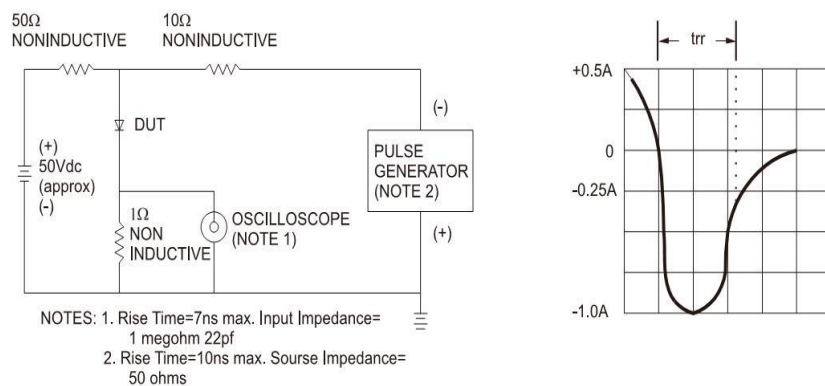 50Ω
NONINDUCTIVE
10Ω
NONINDUCTIVE
DUT
(+)
50Vdc
(approx)
(-)
1Ω
NON
INDUCTIVE
OSCILLOSCOPE
(NOTE 1)
(-)
PULSE
GENERATOR
(NOTE 2)
(+)
NOTES: 1. Rise Time=7ns max. Input Impedance=
1 megohm 22pf
2. Rise Time=10ns max. Sourse Impedance=
50 ohms
trr
+0.5A
0
-0.25A
-1.0A